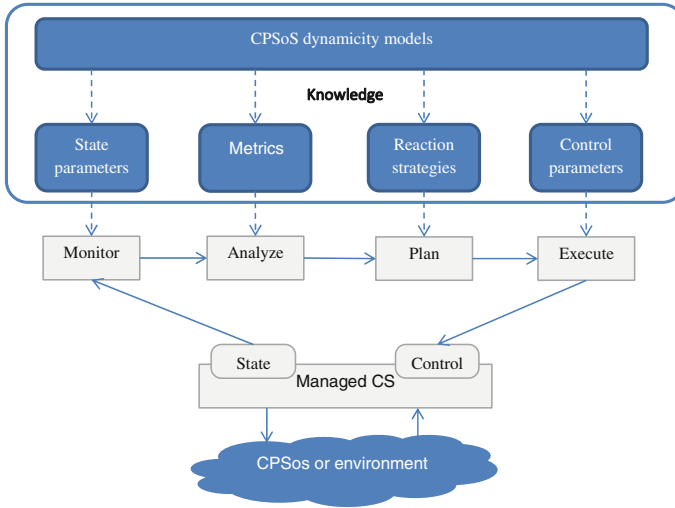 CPSoS dynamicity models
Knowledge
State
parameters
Metrics
Reaction
strategies
Control
parameters
Monitor
Analyze
Plan
Execute
State
Control
Managed CS
CPSos or environment